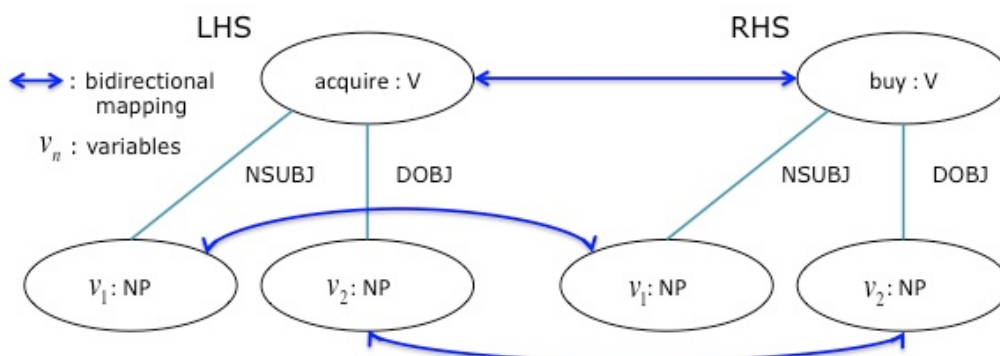 LHS
RHS
: bidirectional
mapping
vₙ : variables
acquire : V
buy : V
NSUBJ
DOBJ
NSUBJ
DOBJ
v₁: NP
v₂: NP
v₁: NP
v₂: NP